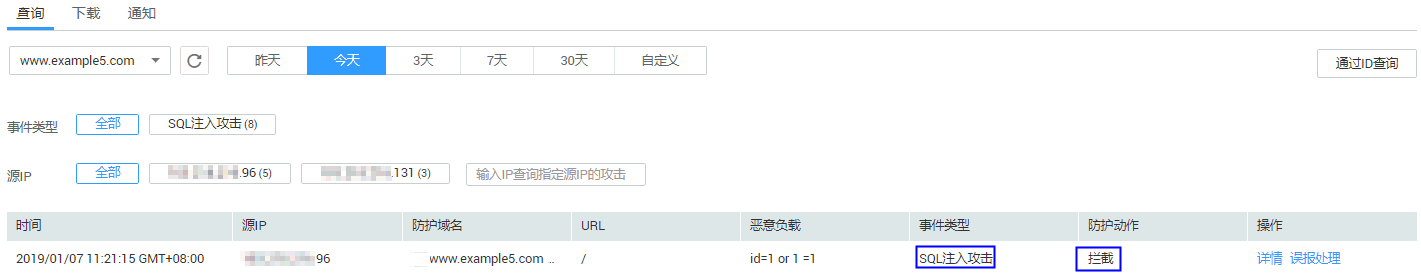 查询 下载 通知
www.example5.com 昨天 今天 3天 7天 30天 自定义 通过ID查询
事件类型 全部 SQL注入攻击 (8)
源IP 全部 .96 (5) .131 (3) 输入IP查询指定源IP的攻击
时间 源IP 防护域名 URL 恶意负载 事件类型 防护动作 操作
2019/01/07 11:21:15 GMT+08:00 96 www.example5.com .. / id=1 or 1 =1 SQL注入攻击 拦截 详情 误报处理